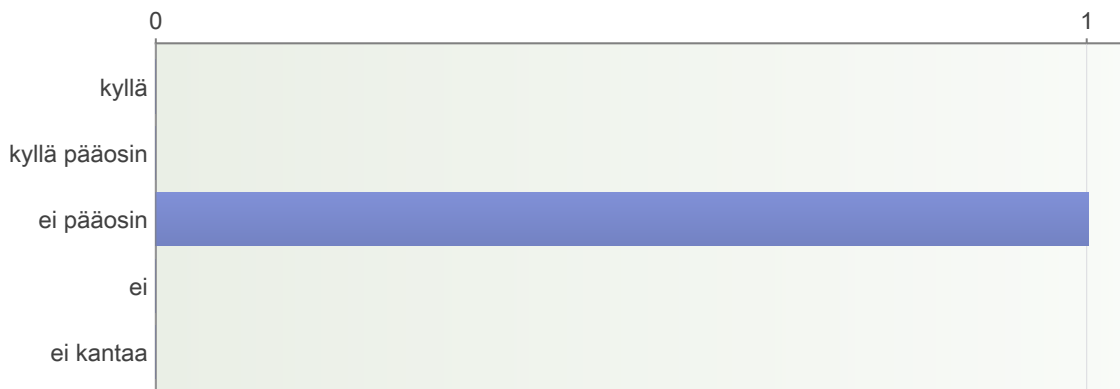 0 1
kyllä
kyllä pääosin
ei pääosin
ei
ei kantaa